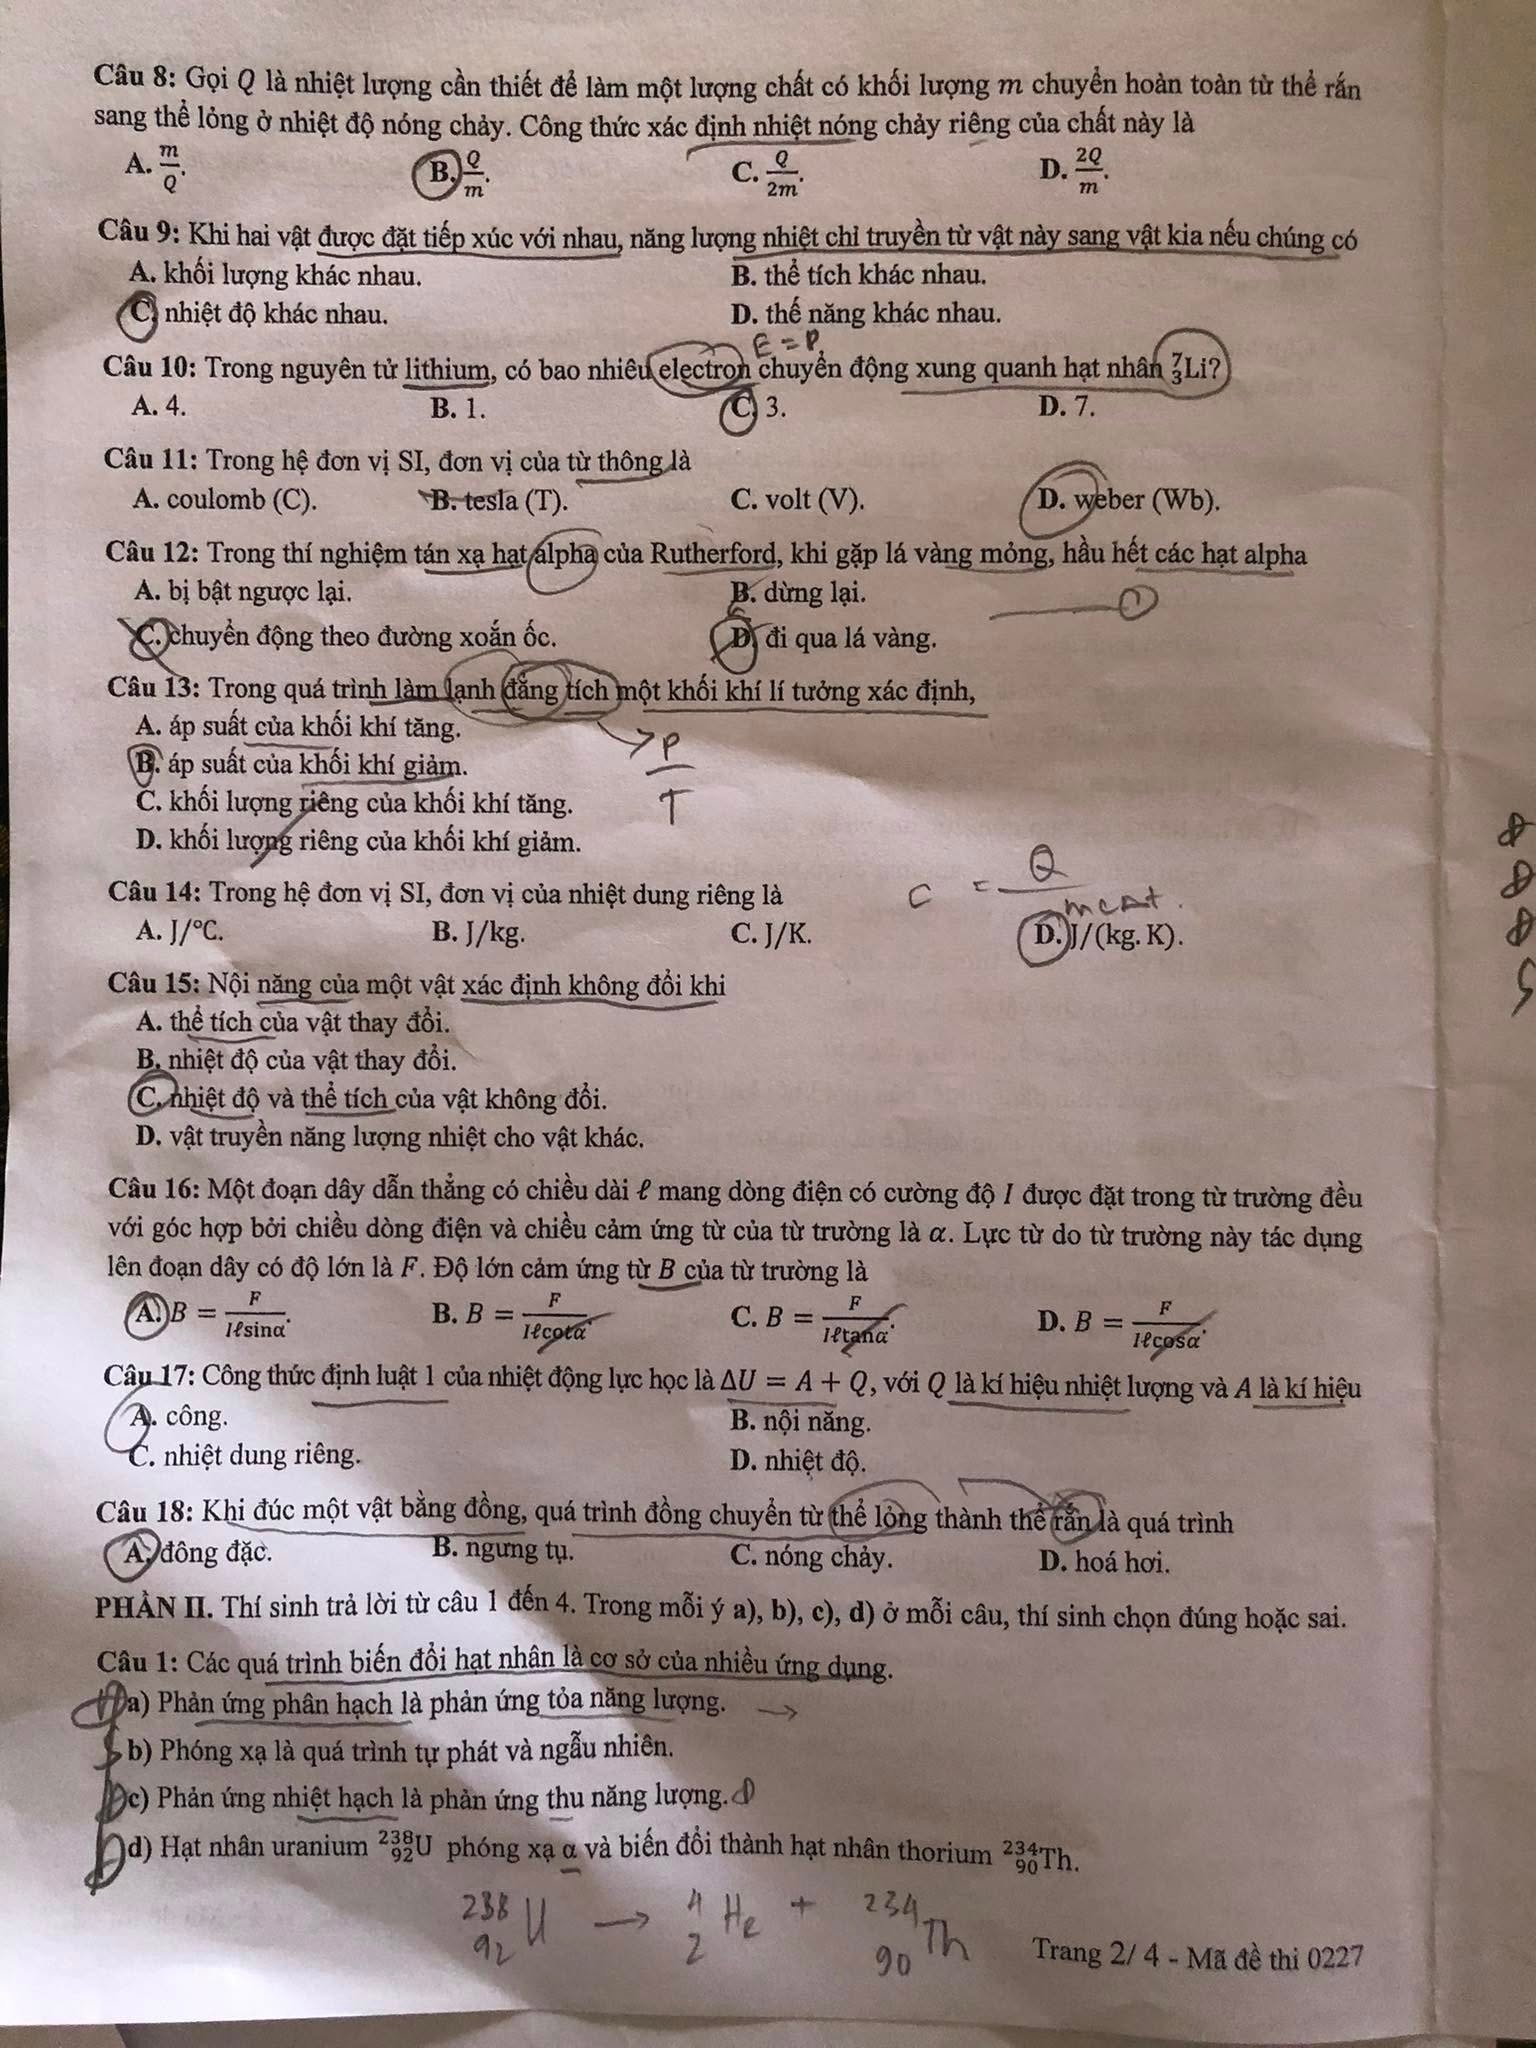 Câu 8: Gọi Q là nhiệt lượng cần thiết để làm một lượng chất có khối lượng m chuyển hoàn toàn từ thể rắn
sang thể lỏng ở nhiệt độ nóng chảy. Công thức xác định nhiệt nóng chảy riêng của chất này là
A. m/Q. B. Q/m. C. Q/2m. D. 2Q/m.
Câu 9: Khi hai vật được đặt tiếp xúc với nhau, năng lượng nhiệt chỉ truyền từ vật này sang vật kia nếu chúng có
A. khối lượng khác nhau. B. thể tích khác nhau.
C. nhiệt độ khác nhau. D. thế năng khác nhau.
E = P
Câu 10: Trong nguyên tử lithium, có bao nhiêu electron chuyển động xung quanh hạt nhân ⁷₃Li?
A. 4. B. 1. C. 3. D. 7.
Câu 11: Trong hệ đơn vị SI, đơn vị của từ thông là
A. coulomb (C). B. tesla (T). C. volt (V). D. weber (Wb).
Câu 12: Trong thí nghiệm tán xạ hạt alpha của Rutherford, khi gặp lá vàng mỏng, hầu hết các hạt alpha
A. bị bật ngược lại. B. dừng lại.
C. chuyển động theo đường xoắn ốc. D. đi qua lá vàng.
Câu 13: Trong quá trình làm lạnh đẳng tích một khối khí lí tưởng xác định,
A. áp suất của khối khí tăng.
B. áp suất của khối khí giảm.
P/T
C. khối lượng riêng của khối khí tăng.
D. khối lượng riêng của khối khí giảm.
Câu 14: Trong hệ đơn vị SI, đơn vị của nhiệt dung riêng là
c = Q/mcΔt.
A. J/°C. B. J/kg. C. J/K. D. J/(kg. K).
Câu 15: Nội năng của một vật xác định không đổi khi
A. thể tích của vật thay đổi.
B. nhiệt độ của vật thay đổi.
C. nhiệt độ và thể tích của vật không đổi.
D. vật truyền năng lượng nhiệt cho vật khác.
Câu 16: Một đoạn dây dẫn thẳng có chiều dài ℓ mang dòng điện có cường độ I được đặt trong từ trường đều
với góc hợp bởi chiều dòng điện và chiều cảm ứng từ của từ trường là α. Lực từ do từ trường này tác dụng
lên đoạn dây có độ lớn là F. Độ lớn cảm ứng từ B của từ trường là
A. B = F/Iℓsinα. B. B = F/Iℓcotα. C. B = F/Iℓtanα. D. B = F/Iℓcosα.
Câu 17: Công thức định luật 1 của nhiệt động lực học là ΔU = A + Q, với Q là kí hiệu nhiệt lượng và A là kí hiệu
A. công. B. nội năng.
C. nhiệt dung riêng. D. nhiệt độ.
Câu 18: Khi đúc một vật bằng đồng, quá trình đồng chuyển từ thể lỏng thành thể rắn là quá trình
A. đông đặc. B. ngưng tụ. C. nóng chảy. D. hoá hơi.
PHẦN II. Thí sinh trả lời từ câu 1 đến 4. Trong mỗi ý a), b), c), d) ở mỗi câu, thí sinh chọn đúng hoặc sai.
Câu 1: Các quá trình biến đổi hạt nhân là cơ sở của nhiều ứng dụng.
a) Phản ứng phân hạch là phản ứng tỏa năng lượng.
b) Phóng xạ là quá trình tự phát và ngẫu nhiên.
c) Phản ứng nhiệt hạch là phản ứng thu năng lượng.
d) Hạt nhân uranium ²³⁸₉₂U phóng xạ α và biến đổi thành hạt nhân thorium ²³⁴₉₀Th.
²³⁸₉₂U → ⁴₂He + ²³⁴₉₀Th
Trang 2/ 4 - Mã đề thi 0227